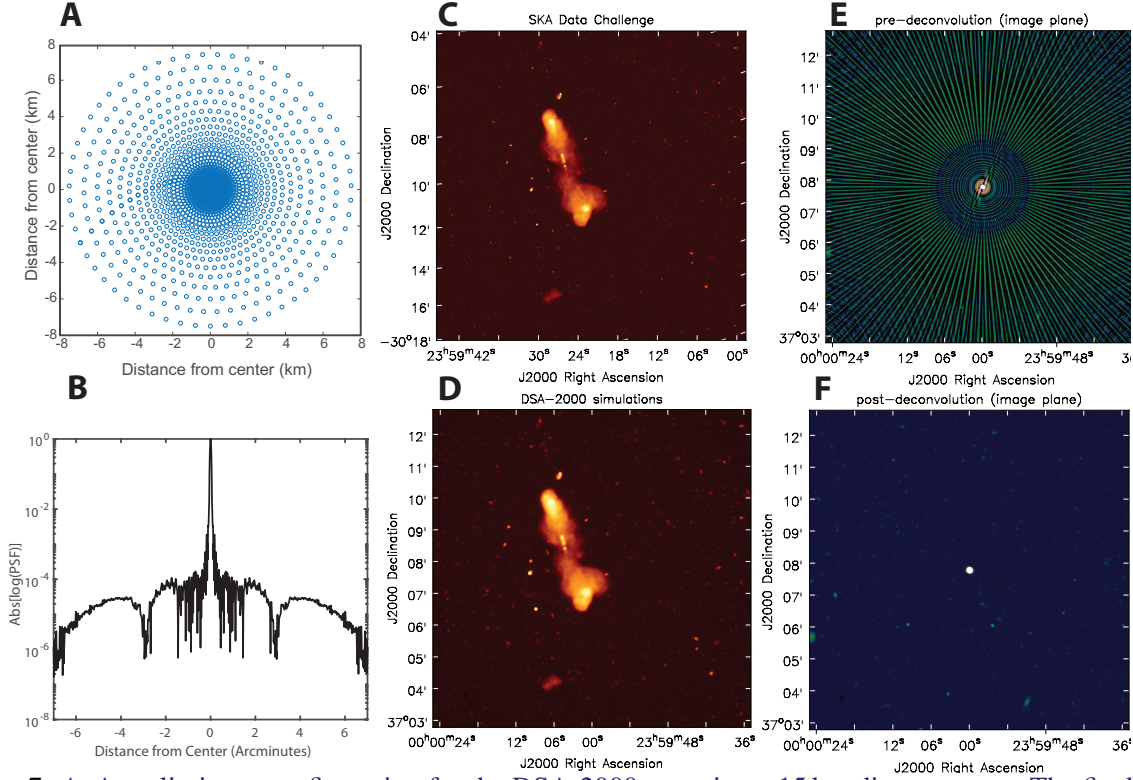 A
8
6
4
2
0
-2
-4
-6
-8
-8 -6 -4 -2 0 2 4 6 8
Distance from center (km)
Distance from center (km)
B
10^0
10^-2
10^-4
10^-6
10^-8
-6 -4 -2 0 2 4 6
Abs[log(PSF)]
Distance from Center (Arcminutes)
C
SKA Data Challenge
04'
06'
08'
10'
12'
14'
16'
−30°18'
23h59m42s 30s 24s 18s 12s 06s 00s
J2000 Declination
J2000 Right Ascension
D
DSA-2000 simulations
12'
11'
10'
09'
08'
07'
06'
05'
04'
37°03'
00h00m24s 12s 06s 00s 23h59m48s 36s
J2000 Declination
J2000 Right Ascension
E
pre-deconvolution (image plane)
12'
11'
10'
09'
08'
07'
06'
05'
04'
37°03'
00h00m24s 12s 06s 00s 23h59m48s
J2000 Declination
J2000 Right Ascension
F
post-deconvolution (image plane)
12'
11'
10'
09'
08'
07'
06'
05'
04'
37°03'
00h00m24s 12s 06s 00s 23h59m48s 36s
J2000 Declination
J2000 Right Ascension